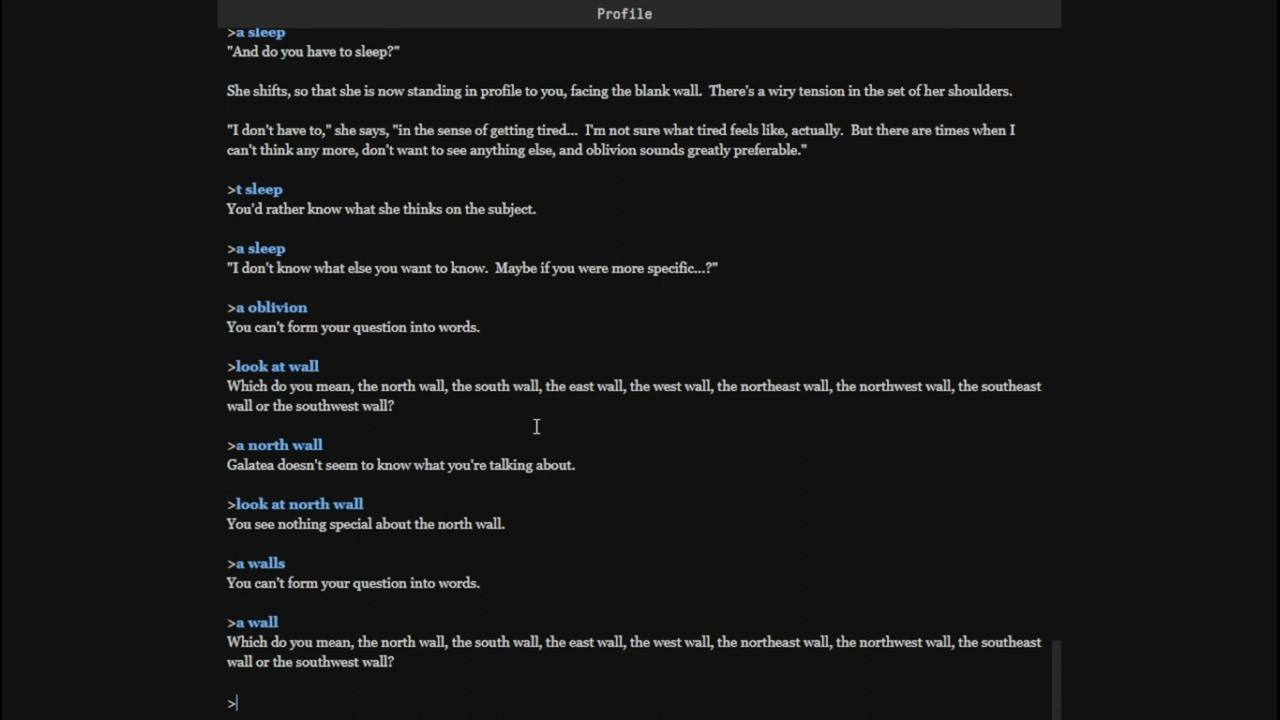 Profile
>a sleep
"And do you have to sleep?"
She shifts, so that she is now standing in profile to you, facing the blank wall.  There's a wiry tension in the set of her shoulders.
"I don't have to," she says, "in the sense of getting tired...  I'm not sure what tired feels like, actually.  But there are times when I
can't think any more, don't want to see anything else, and oblivion sounds greatly preferable."
>t sleep
You'd rather know what she thinks on the subject.
>a sleep
"I don't know what else you want to know.  Maybe if you were more specific...?"
>a oblivion
You can't form your question into words.
>look at wall
Which do you mean, the north wall, the south wall, the east wall, the west wall, the northeast wall, the northwest wall, the southeast
wall or the southwest wall?
>a north wall
Galatea doesn't seem to know what you're talking about.
>look at north wall
You see nothing special about the north wall.
>a walls
You can't form your question into words.
>a wall
Which do you mean, the north wall, the south wall, the east wall, the west wall, the northeast wall, the northwest wall, the southeast
wall or the southwest wall?
>